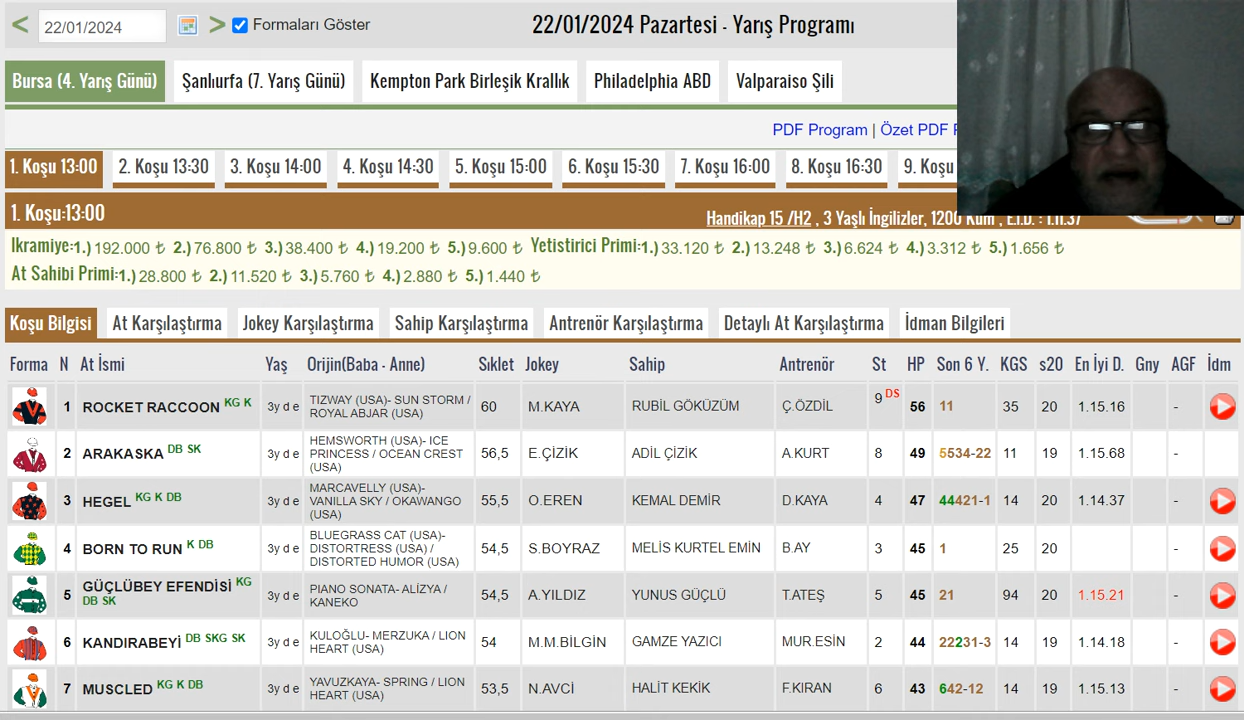 22/01/2024 Formaları Göster 22/01/2024 Pazartesi - Yarış Programı
Bursa (4. Yarış Günü) Şanlıurfa (7. Yarış Günü) Kempton Park Birleşik Krallık Philadelphia ABD Valparaiso Şili
PDF Program | Özet PDF
1. Koşu 13:00 2. Koşu 13:30 3. Koşu 14:00 4. Koşu 14:30 5. Koşu 15:00 6. Koşu 15:30 7. Koşu 16:00 8. Koşu 16:30 9. Koşu
1. Koşu:13:00 Handikap 15 /H2 , 3 Yaşlı İngilizler, 1200 Kum , E.İ.D. : 1.11.37
Ikramiye:1.) 192.000 ₺ 2.) 76.800 ₺ 3.) 38.400 ₺ 4.) 19.200 ₺ 5.) 9.600 ₺ Yetistirici Primi:1.) 33.120 ₺ 2.) 13.248 ₺ 3.) 6.624 ₺ 4.) 3.312 ₺ 5.) 1.656 ₺
At Sahibi Primi:1.) 28.800 ₺ 2.) 11.520 ₺ 3.) 5.760 ₺ 4.) 2.880 ₺ 5.) 1.440 ₺
Koşu Bilgisi At Karşılaştırma Jokey Karşılaştırma Sahip Karşılaştırma Antrenör Karşılaştırma Detaylı At Karşılaştırma İdman Bilgileri
Forma N At İsmi Yaş Orijin(Baba - Anne) Sıklet Jokey Sahip Antrenör St HP Son 6 Y. KGS s20 En İyi D. Gny AGF İdm
1 ROCKET RACCOON KG K 3y d e TIZWAY (USA)- SUN STORM / ROYAL ABJAR (USA) 60 M.KAYA RUBİL GÖKÜZÜM Ç.ÖZDİL 9 DS 56 11 35 20 1.15.16 -
2 ARAKASKA DB SK 3y d e HEMSWORTH (USA)- ICE PRINCESS / OCEAN CREST (USA) 56,5 E.ÇİZİK ADİL ÇİZİK A.KURT 8 49 5534-22 11 19 1.15.68 -
3 HEGEL KG K DB 3y d e MARCAVELLY (USA)- VANILLA SKY / OKAWANGO (USA) 55,5 O.EREN KEMAL DEMİR D.KAYA 4 47 44421-1 14 20 1.14.37 -
4 BORN TO RUN K DB 3y d e BLUEGRASS CAT (USA)- DISTORTRESS (USA) / DISTORTED HUMOR (USA) 54,5 S.BOYRAZ MELİS KURTEL EMİN B.AY 3 45 1 25 20 -
5 GÜÇLÜBEY EFENDİSİ KG DB SK 3y d e PIANO SONATA- ALİZYA / KANEKO 54,5 A.YILDIZ YUNUS GÜÇLÜ T.ATEŞ 5 45 21 94 20 1.15.21 -
6 KANDIRABEYİ DB SKG SK 3y d e KULOĞLU- MERZUKA / LION HEART (USA) 54 M.M.BİLGİN GAMZE YAZICI MUR.ESİN 2 44 22231-3 14 19 1.14.18 -
7 MUSCLED KG K DB 3y d e YAVUZKAYA- SPRING / LION HEART (USA) 53,5 N.AVCİ HALİT KEKİK F.KIRAN 6 43 642-12 14 19 1.15.13 -